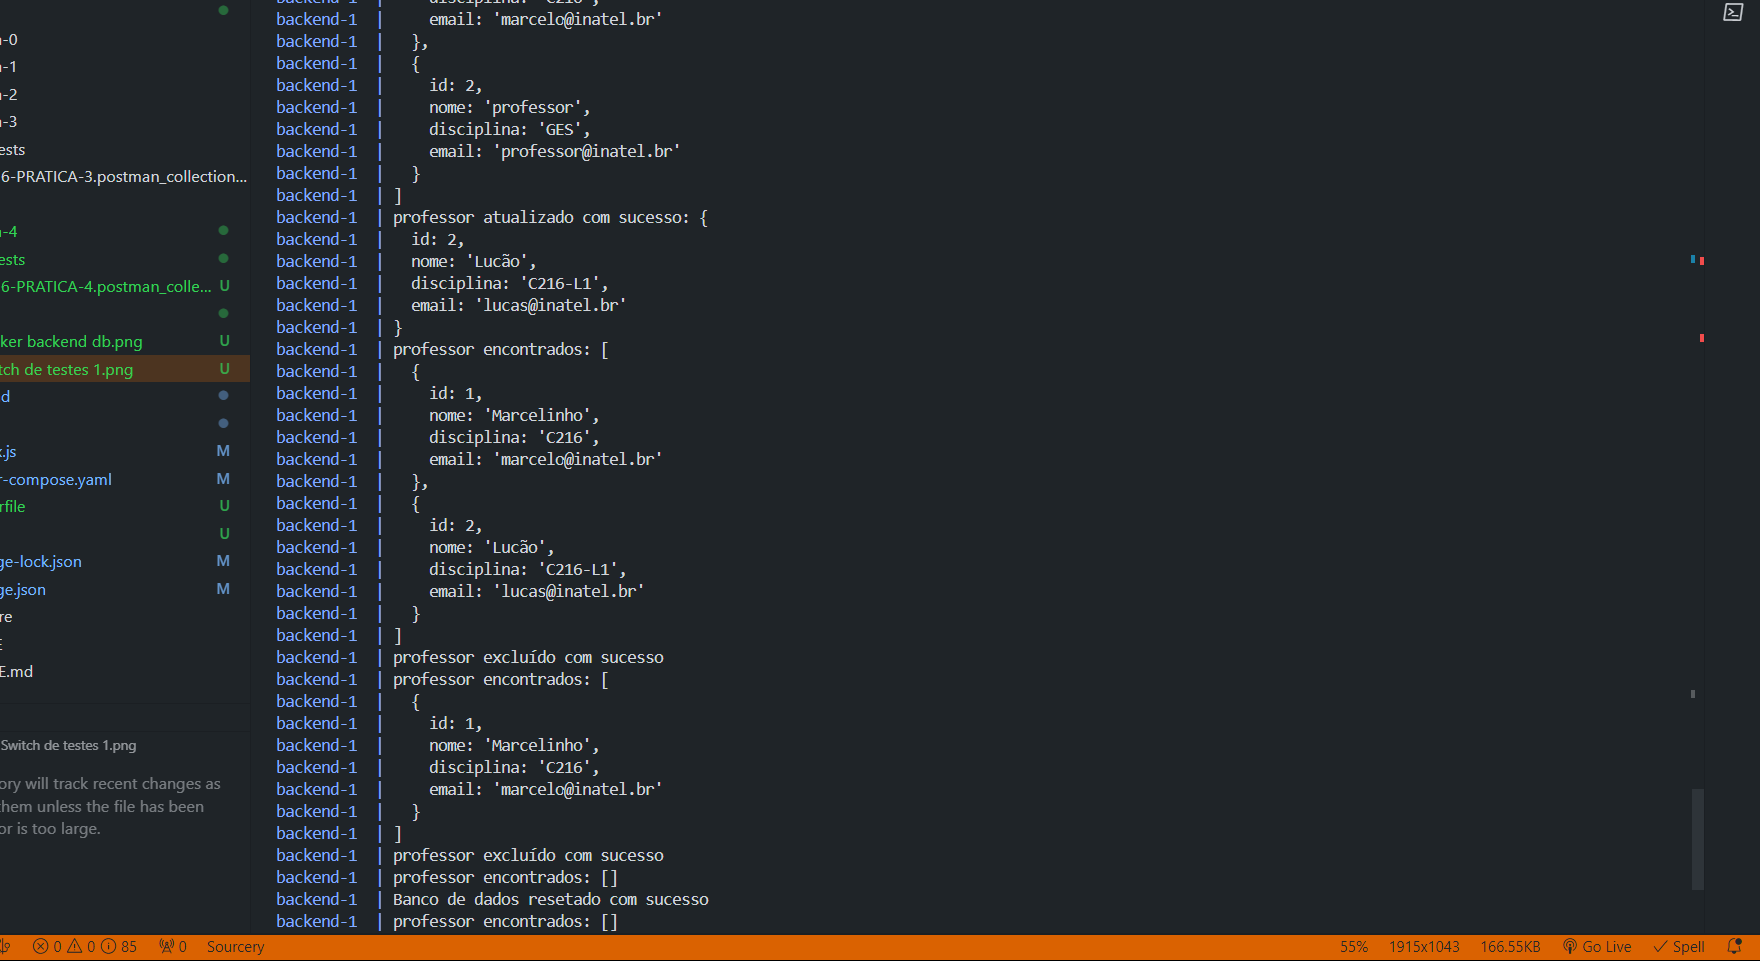 -0
-1
-2
-3
ests
6-PRATICA-3.postman_collection...
-4
ests
6-PRATICA-4.postman_colle... U
ker backend db.png U
tch de testes 1.png U
d
.js M
r-compose.yaml M
rfile U
U
ge-lock.json M
ge.json M
re
E
E.md
Switch de testes 1.png
ory will track recent changes as
them unless the file has been
or is too large.
backend-1 | disciplina: 'C216',
backend-1 | email: 'marcelo@inatel.br'
backend-1 | },
backend-1 | {
backend-1 | id: 2,
backend-1 | nome: 'professor',
backend-1 | disciplina: 'GES',
backend-1 | email: 'professor@inatel.br'
backend-1 | }
backend-1 | ]
backend-1 | professor atualizado com sucesso: {
backend-1 | id: 2,
backend-1 | nome: 'Lucão',
backend-1 | disciplina: 'C216-L1',
backend-1 | email: 'lucas@inatel.br'
backend-1 | }
backend-1 | professor encontrados: [
backend-1 | {
backend-1 | id: 1,
backend-1 | nome: 'Marcelinho',
backend-1 | disciplina: 'C216',
backend-1 | email: 'marcelo@inatel.br'
backend-1 | },
backend-1 | {
backend-1 | id: 2,
backend-1 | nome: 'Lucão',
backend-1 | disciplina: 'C216-L1',
backend-1 | email: 'lucas@inatel.br'
backend-1 | }
backend-1 | ]
backend-1 | professor excluído com sucesso
backend-1 | professor encontrados: [
backend-1 | {
backend-1 | id: 1,
backend-1 | nome: 'Marcelinho',
backend-1 | disciplina: 'C216',
backend-1 | email: 'marcelo@inatel.br'
backend-1 | }
backend-1 | ]
backend-1 | professor excluído com sucesso
backend-1 | professor encontrados: []
backend-1 | Banco de dados resetado com sucesso
backend-1 | professor encontrados: []
0 0 85 0 Sourcery 55% 1915x1043 166.55KB Go Live Spell